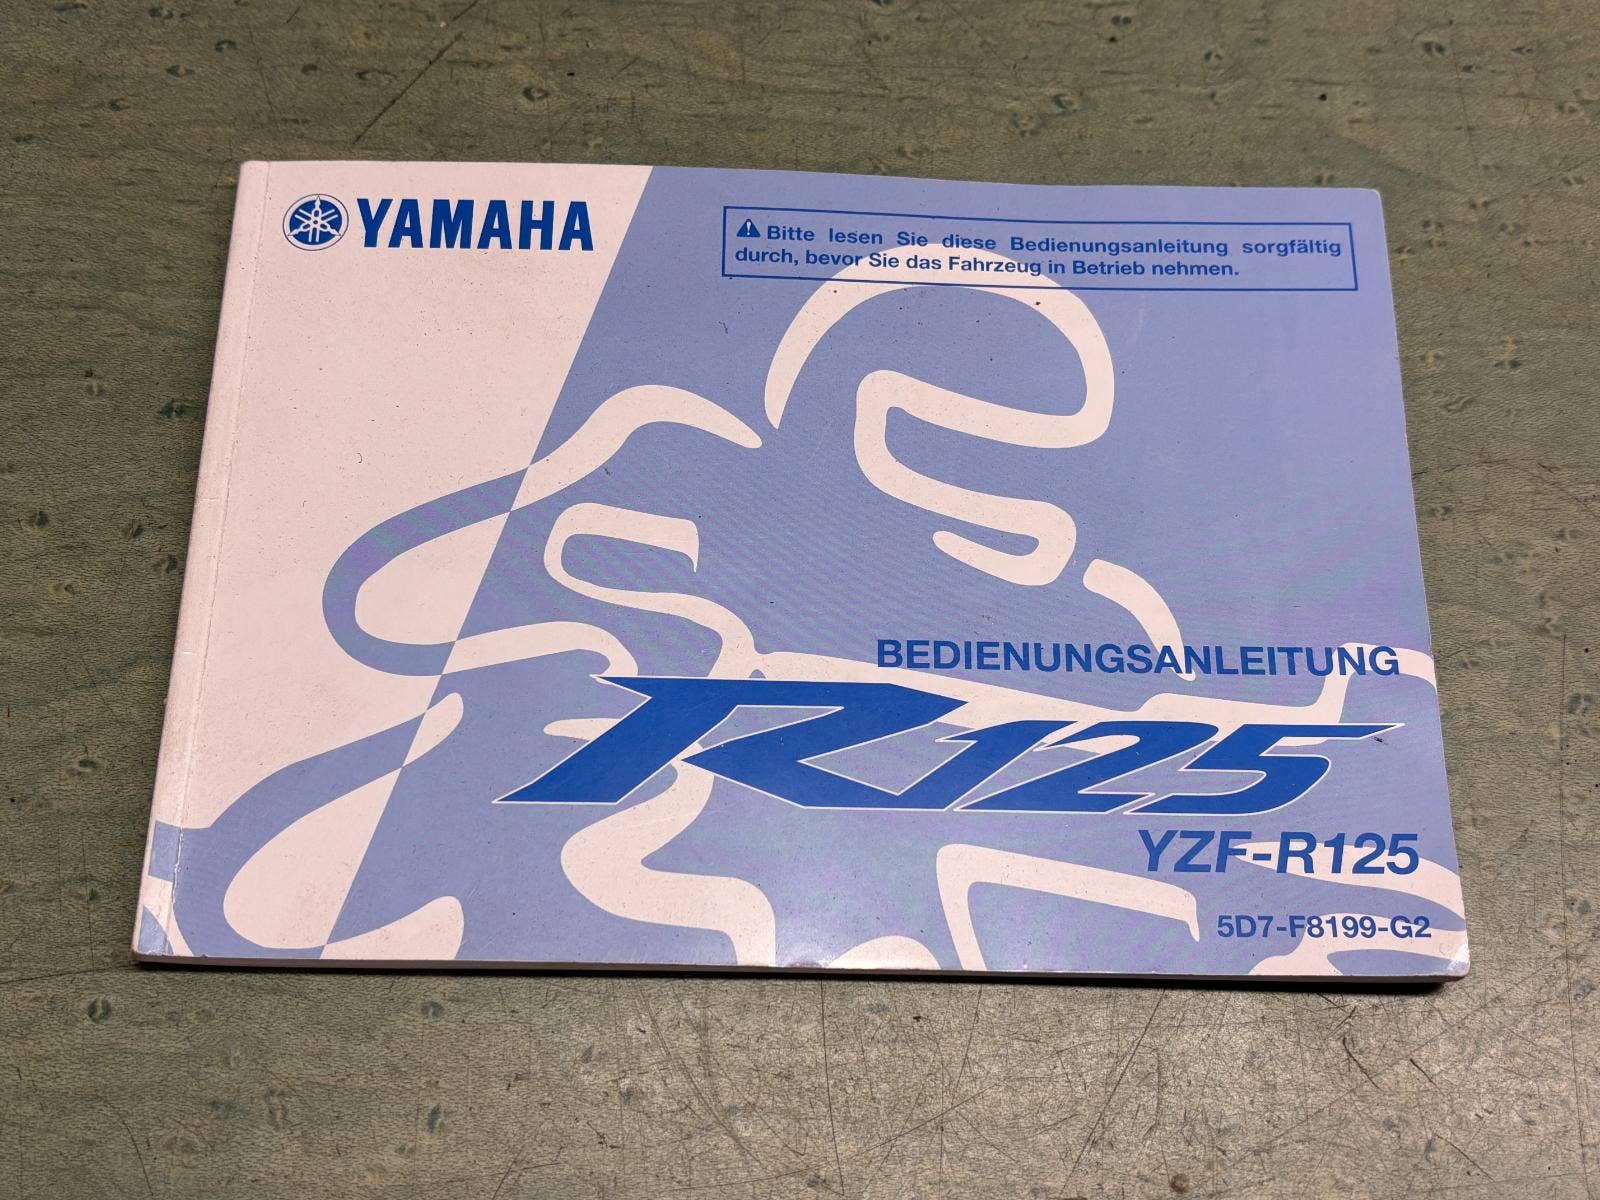 YAMAHA
⚠ Bitte lesen Sie diese Bedienungsanleitung sorgfältig
durch, bevor Sie das Fahrzeug in Betrieb nehmen.
BEDIENUNGSANLEITUNG
R125
YZF-R125
5D7-F8199-G2